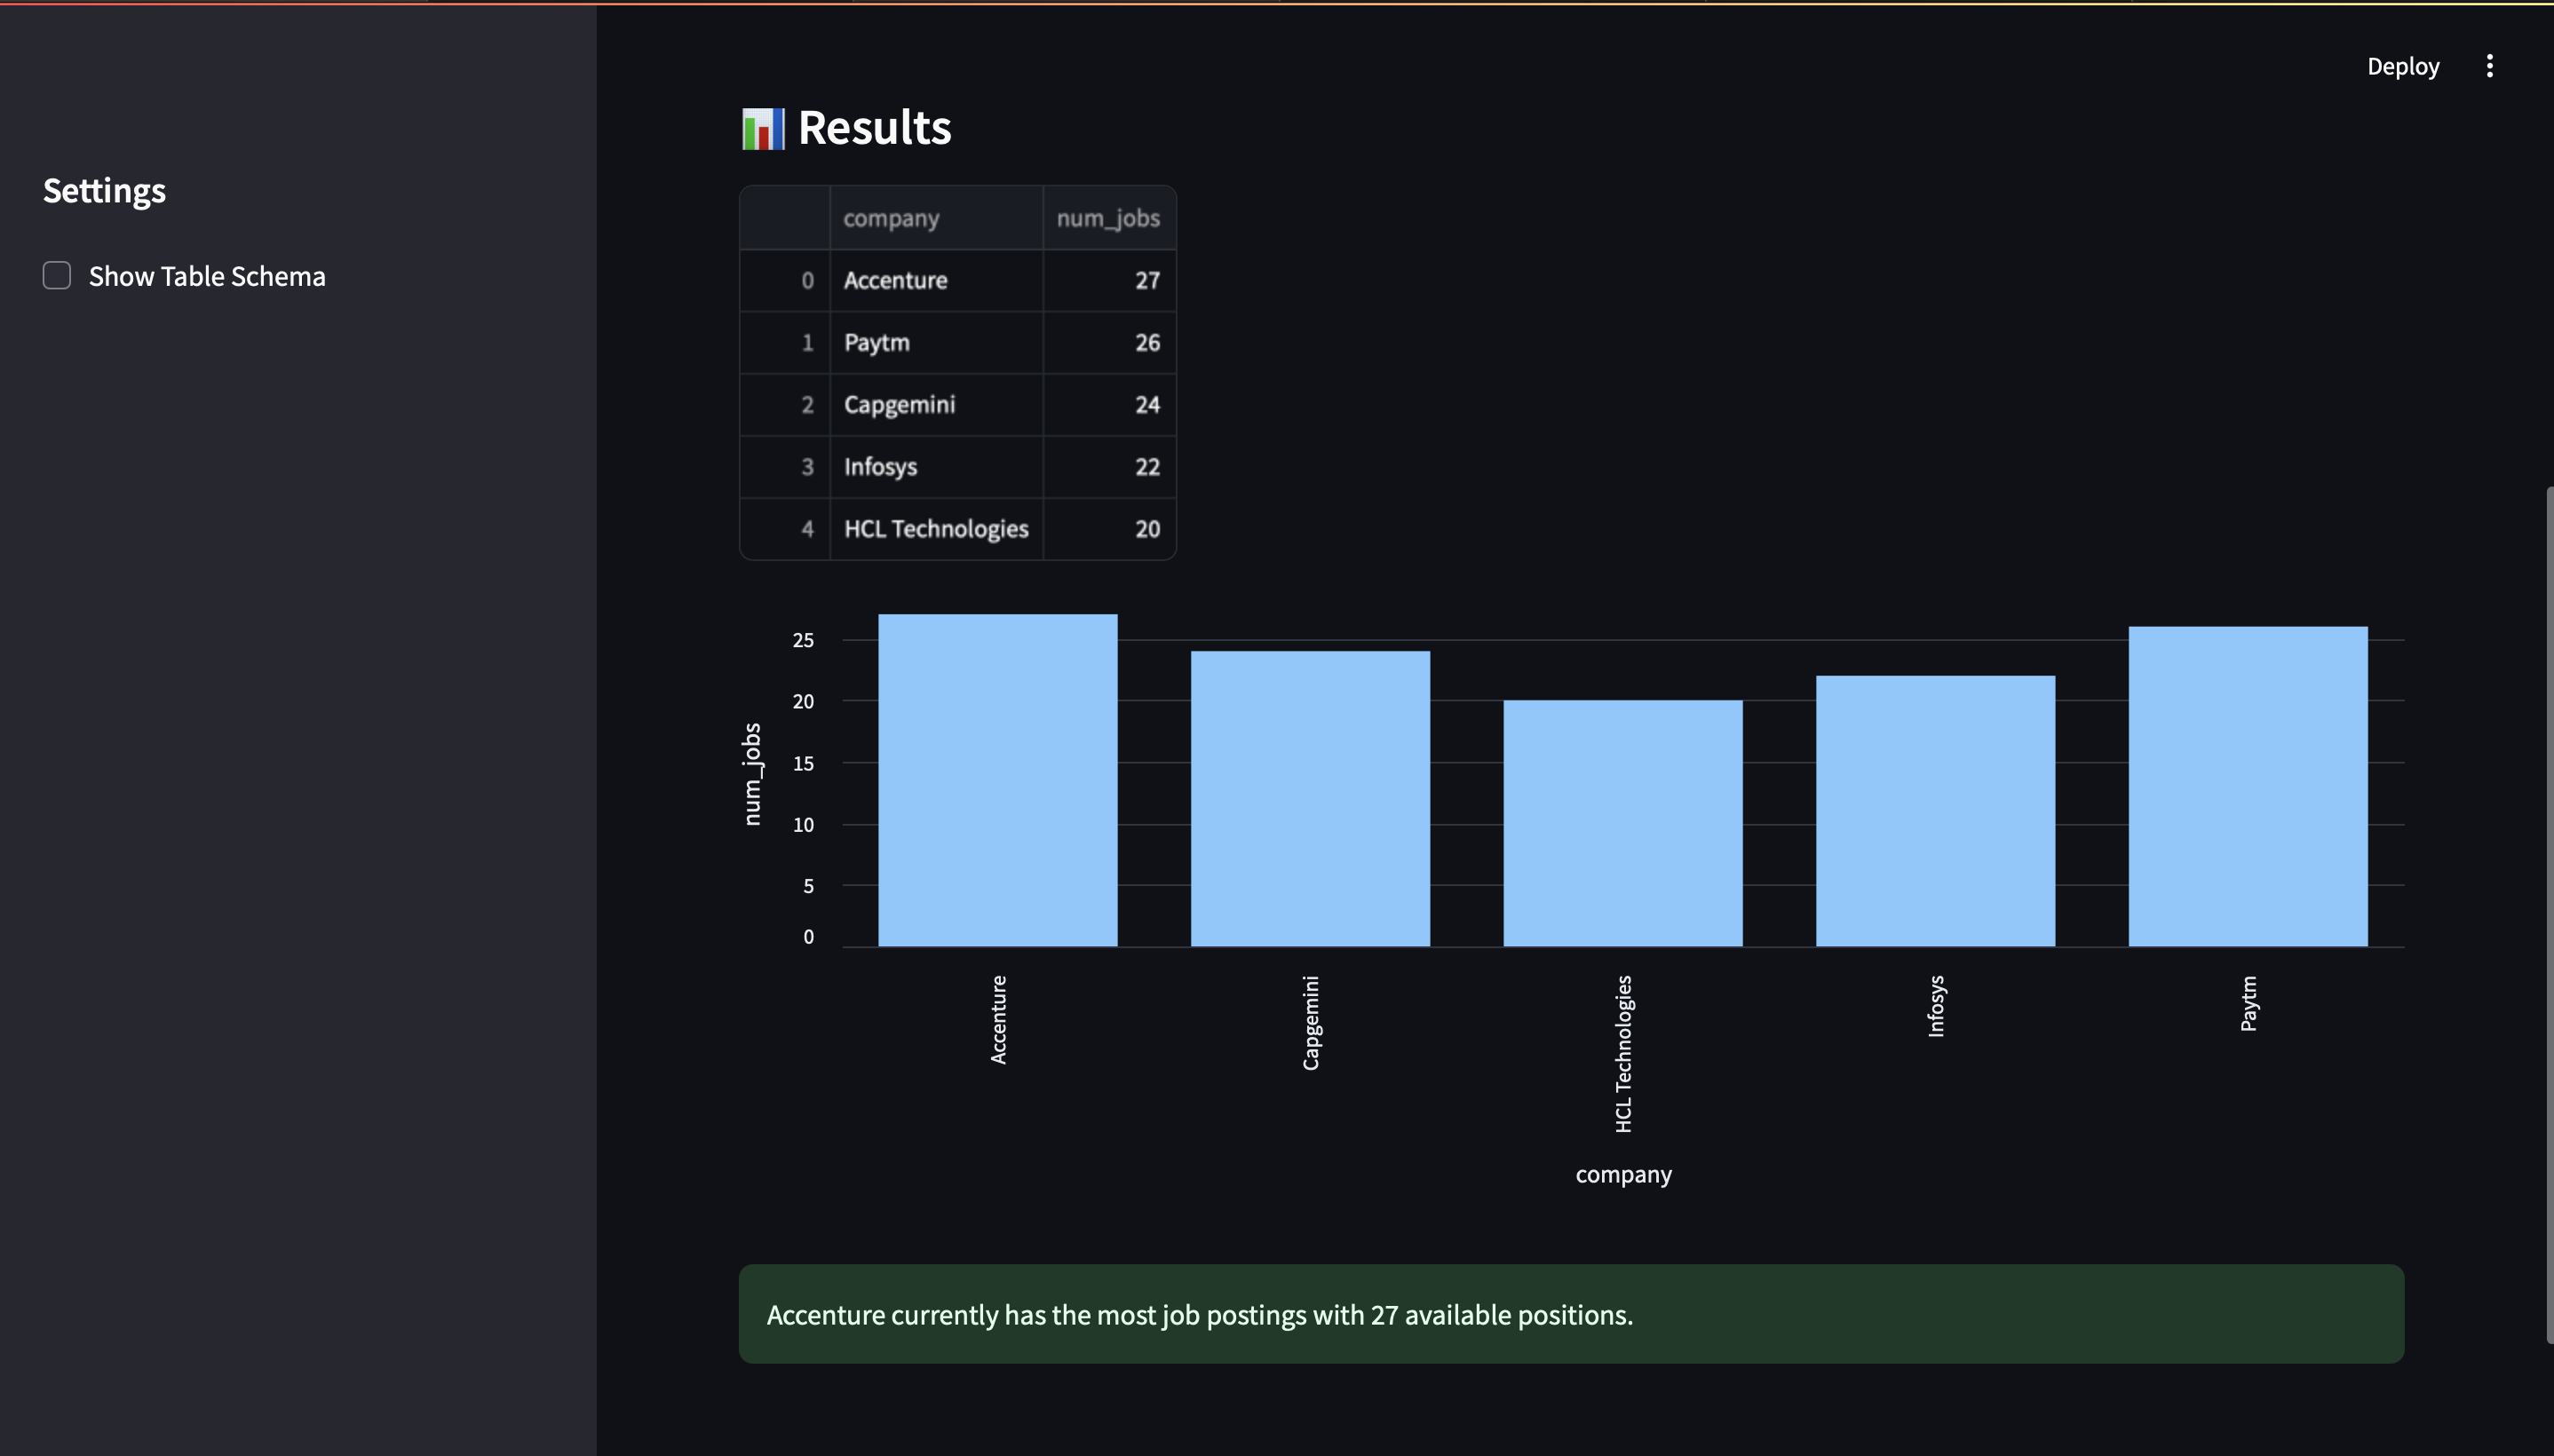 Deploy
Settings
Show Table Schema
📊 Results
company num_jobs
0 Accenture 27
1 Paytm 26
2 Capgemini 24
3 Infosys 22
4 HCL Technologies 20
25
20
15
10
5
0
num_jobs
Accenture
Capgemini
HCL Technologies
Infosys
Paytm
company
Accenture currently has the most job postings with 27 available positions.